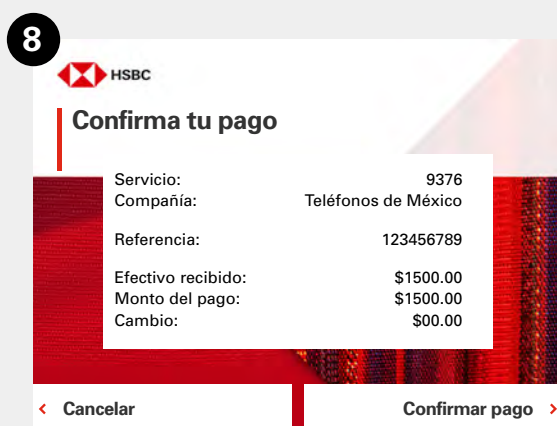 8
HSBC
Confirma tu pago
Servicio: 9376
Compañía: Teléfonos de México
Referencia: 123456789
Efectivo recibido: $1500.00
Monto del pago: $1500.00
Cambio: $00.00
< Cancelar Confirmar pago >